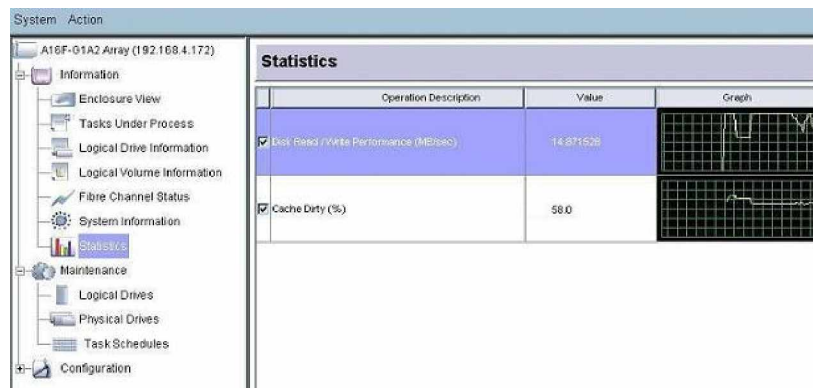 System Action
A16F-G1A2 Array (192.168.4.172)
Information
Enclosure View
Tasks Under Process
Logical Drive Information
Logical Volume Information
Fibre Channel Status
System Information
Statistics
Maintenance
Logical Drives
Physical Drives
Task Schedules
Configuration
Statistics
Operation Description Value Graph
Disk Read / Write Performance (MB/sec) 14.871528
Cache Dirty (%) 58.0